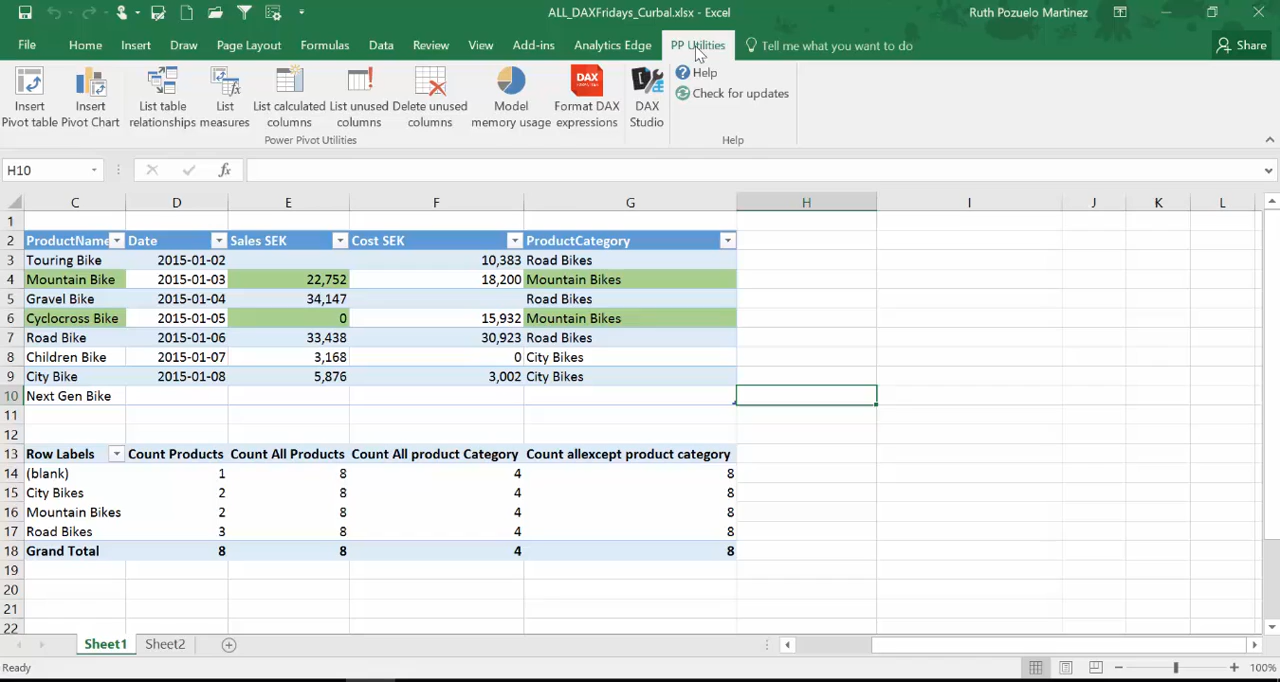 ALL_DAXFridays_Curbal.xlsx - Excel
Ruth Pozuelo Martinez
File Home Insert Draw Page Layout Formulas Data Review View Add-ins Analytics Edge PP Utilities Tell me what you want to do Share
Insert Pivot table
Insert Pivot Chart
List table relationships
List measures
List calculated columns
List unused columns
Delete unused columns
Model memory usage
DAX
Format DAX expressions
DAX Studio
Help
Check for updates
Power Pivot Utilities
Help
H10
fx
C D E F G H I J K L
1
2 ProductName Date Sales SEK Cost SEK ProductCategory
3 Touring Bike 2015-01-02 10,383 Road Bikes
4 Mountain Bike 2015-01-03 22,752 18,200 Mountain Bikes
5 Gravel Bike 2015-01-04 34,147 Road Bikes
6 Cyclocross Bike 2015-01-05 0 15,932 Mountain Bikes
7 Road Bike 2015-01-06 33,438 30,923 Road Bikes
8 Children Bike 2015-01-07 3,168 0 City Bikes
9 City Bike 2015-01-08 5,876 3,002 City Bikes
10 Next Gen Bike
11
12
13 Row Labels Count Products Count All Products Count All product Category Count allexcept product category
14 (blank) 1 8 4 8
15 City Bikes 2 8 4 8
16 Mountain Bikes 2 8 4 8
17 Road Bikes 3 8 4 8
18 Grand Total 8 8 4 8
19
20
21
22
Sheet1 Sheet2
Ready
100%